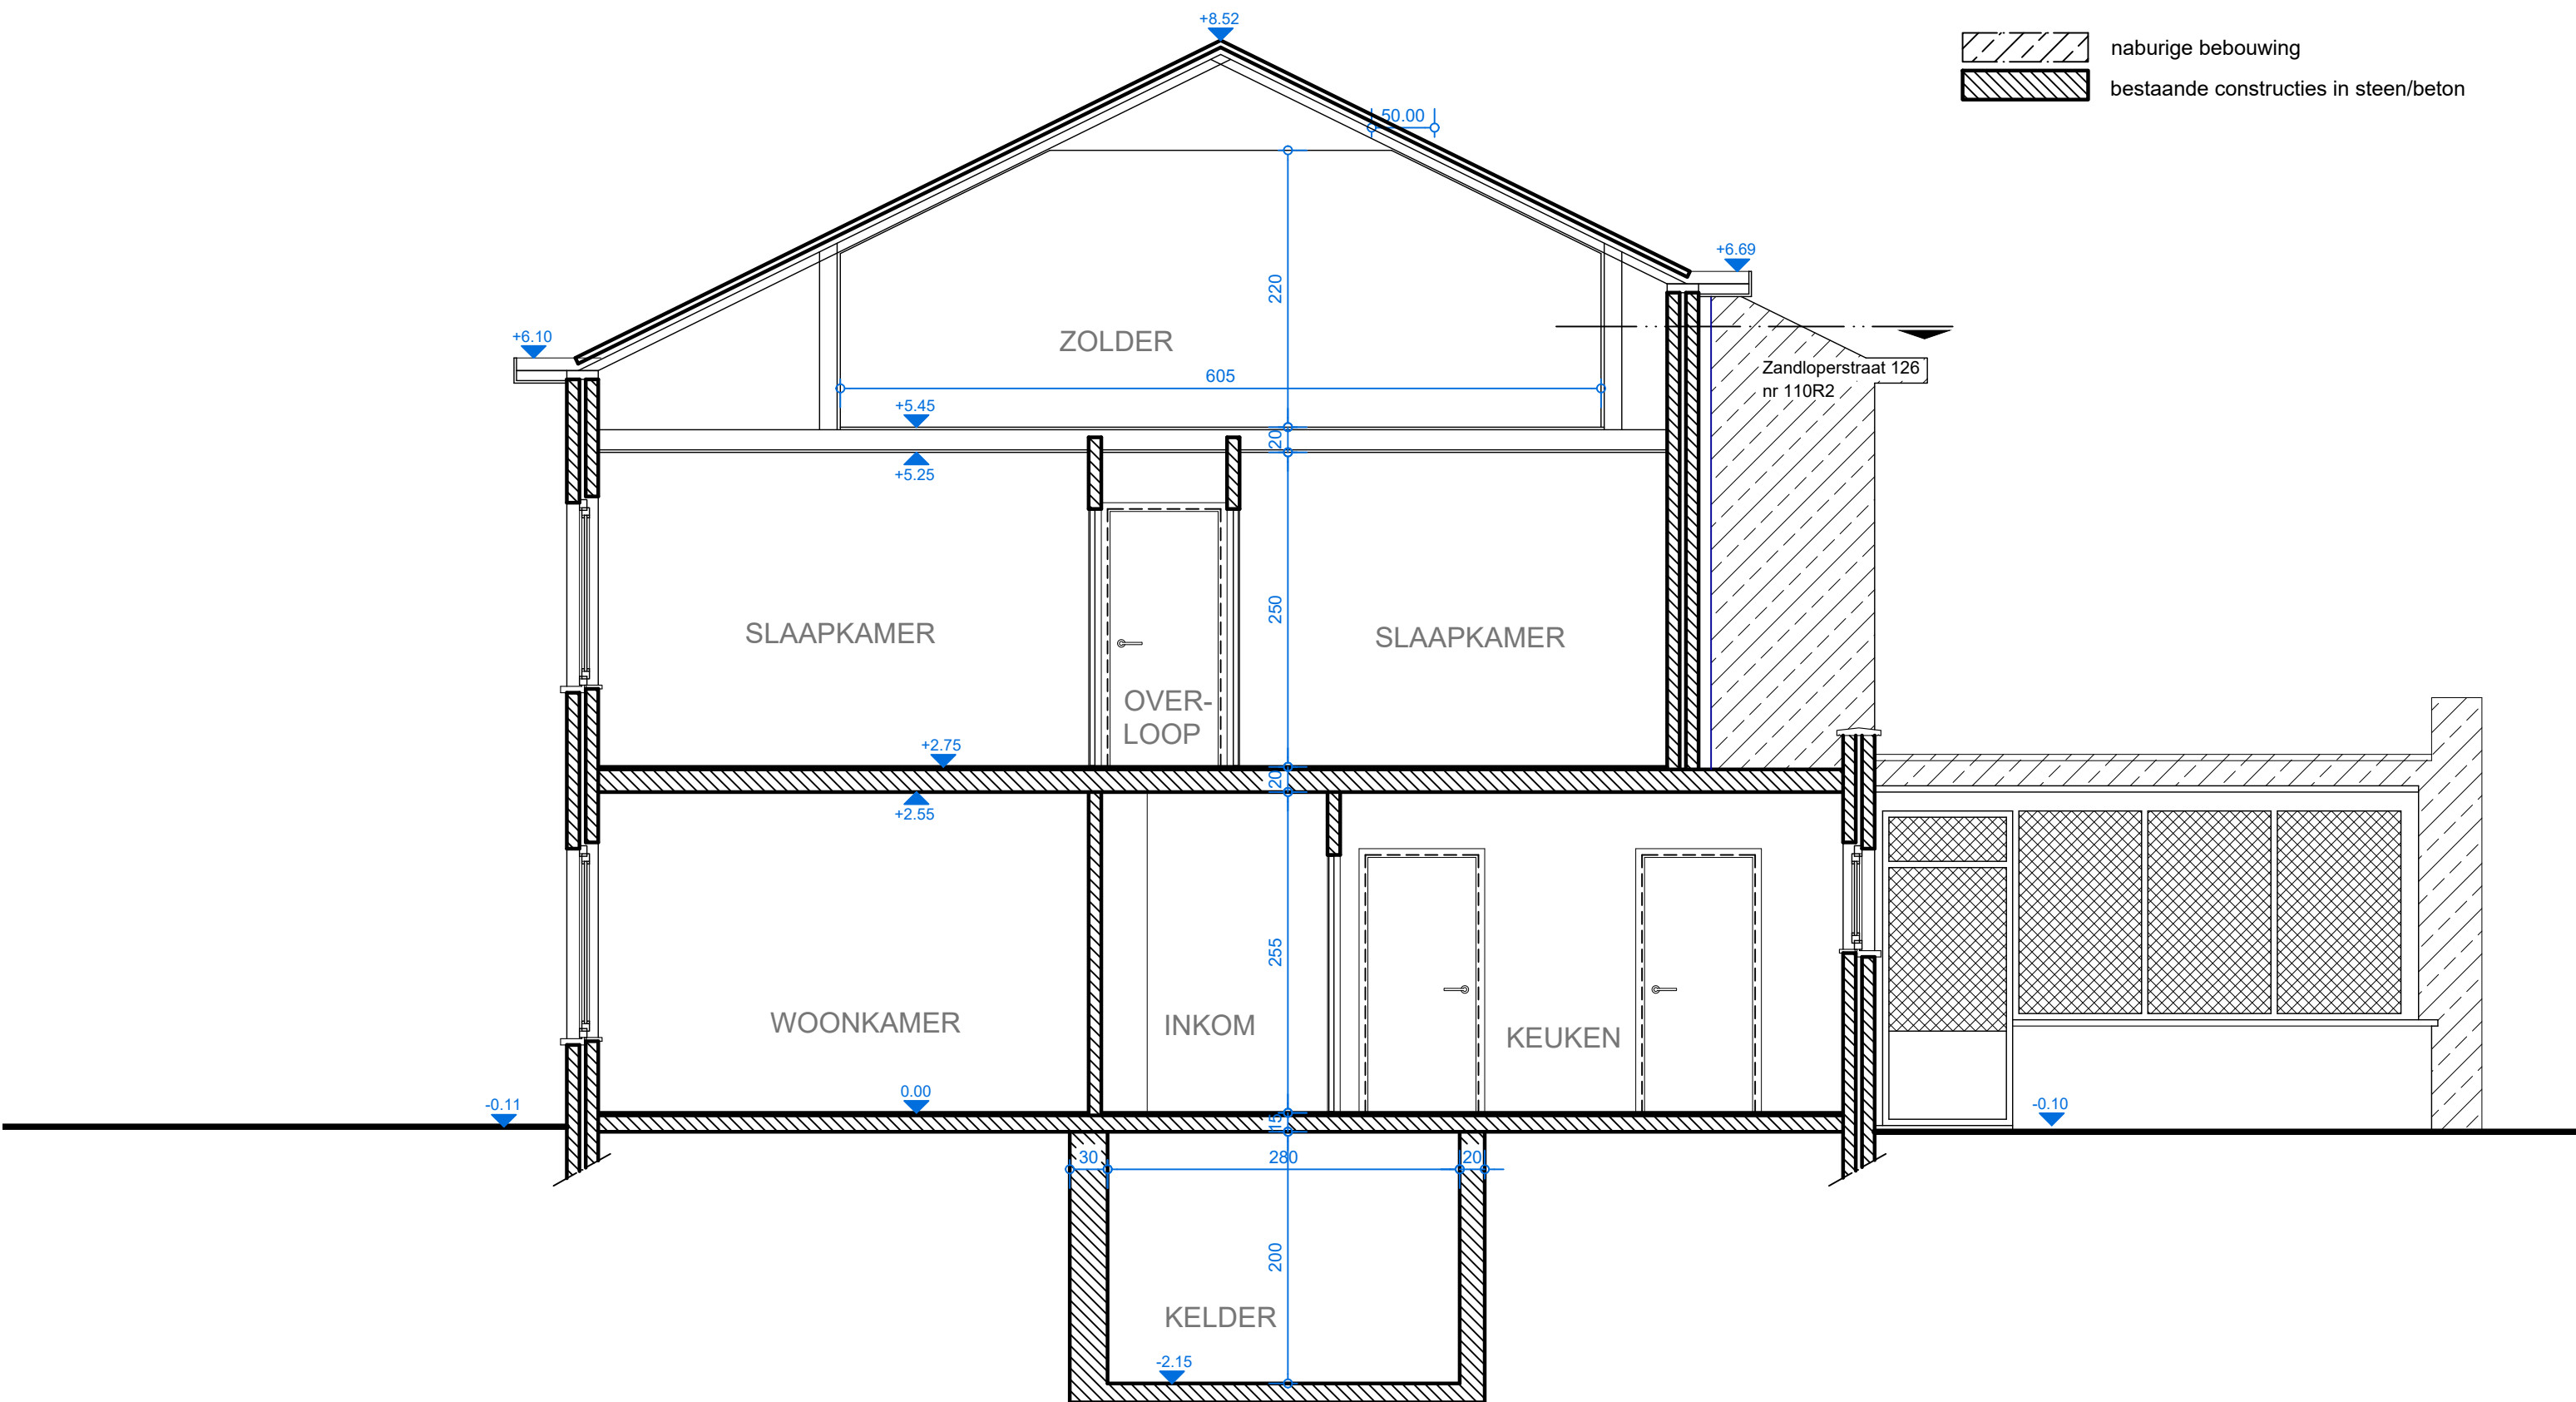 +8.52
naburige bebouwing
bestaande constructies in steen/beton
50.00
+6.69
220
+6.10
ZOLDER
Zandloperstraat 126
nr 110R2
605
+5.45
20
+5.25
250
SLAAPKAMER
SLAAPKAMER
OVER-
LOOP
+2.75
20
+2.55
255
WOONKAMER
INKOM
KEUKEN
0.00
-0.11
-0.10
15
30
280
20
200
KELDER
-2.15